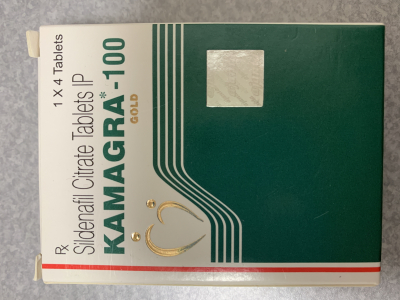 1 X 4 Tablets
Rx
Sildenafil Citrate Tablets IP
KAMAGRA*-100
GOLD